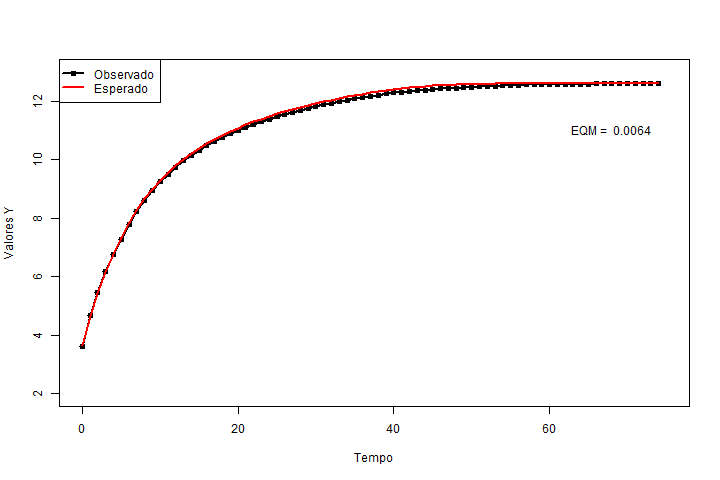 Observado
Esperado
EQM = 0.0064
Valores Y
12
10
8
6
4
2
0
20
40
60
Tempo